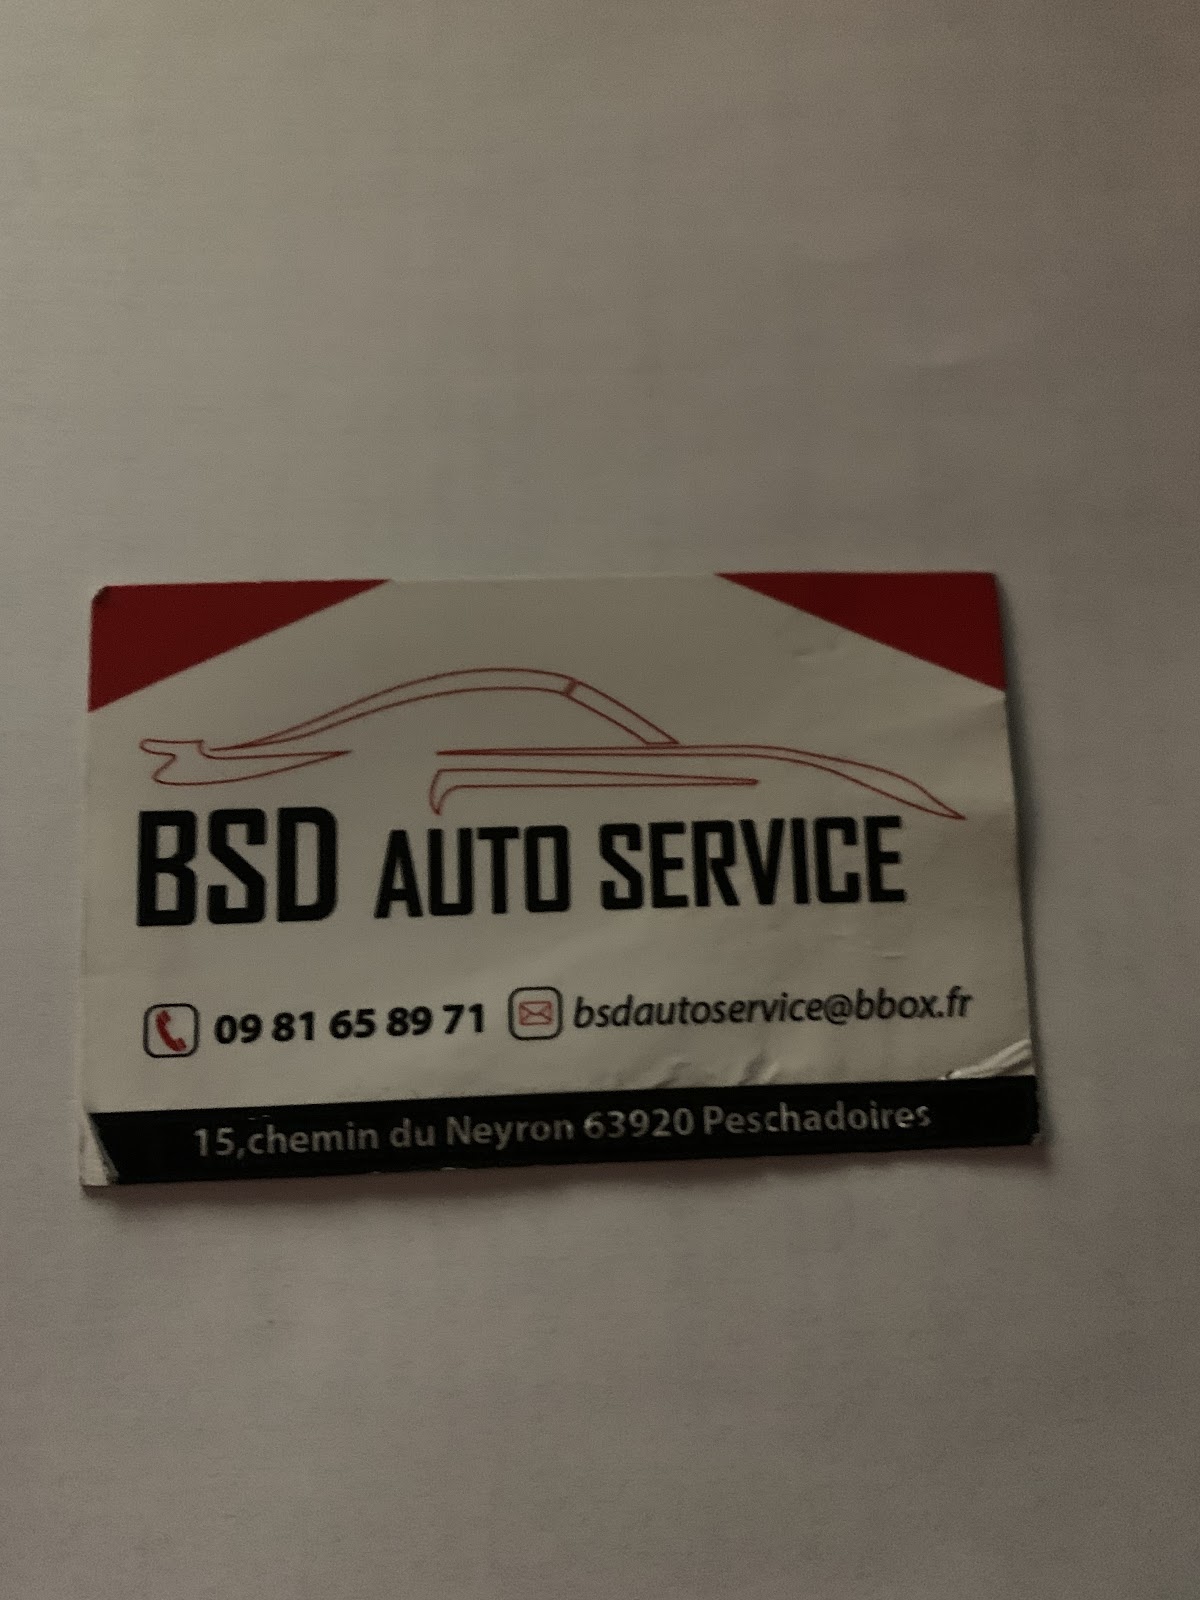 BSD AUTO SERVICE
09 81 65 89 71 bsdautoservice@bbox.fr
15,chemin du Neyron 63920 Peschadoires